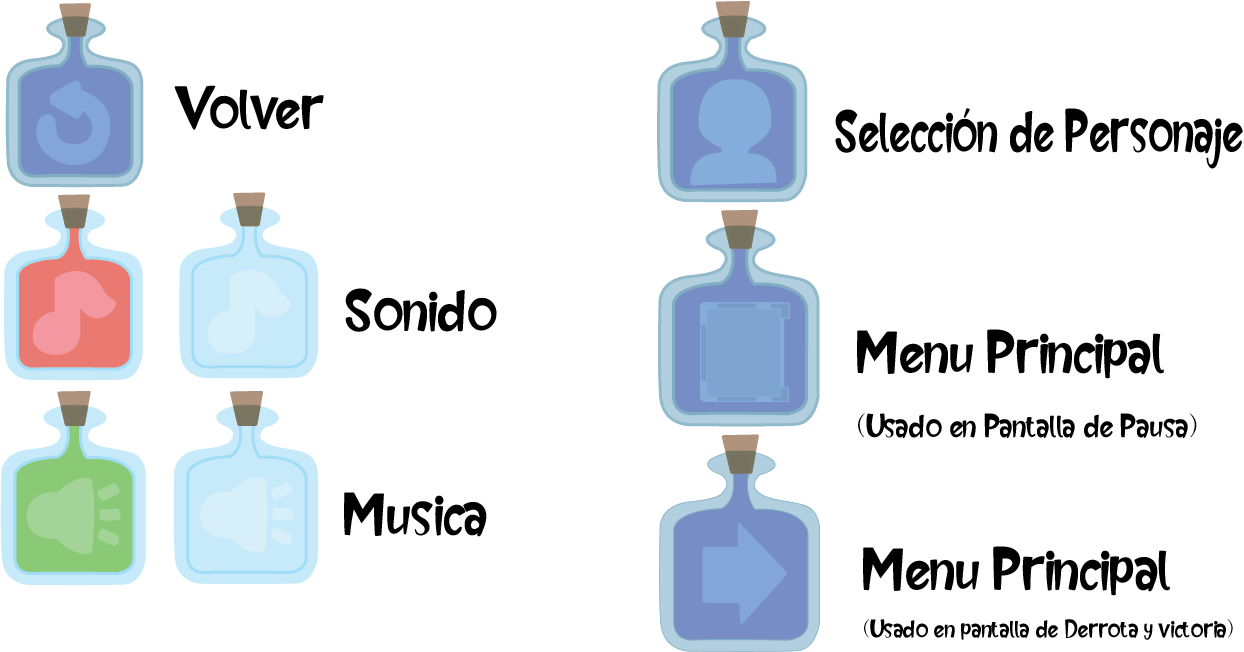 Volver
Sonido
Musica
Selección de Personaje
Menu Principal
(Usado en Pantalla de Pausa)
Menu Principal
(Usado en pantalla de Derrota y victoria)